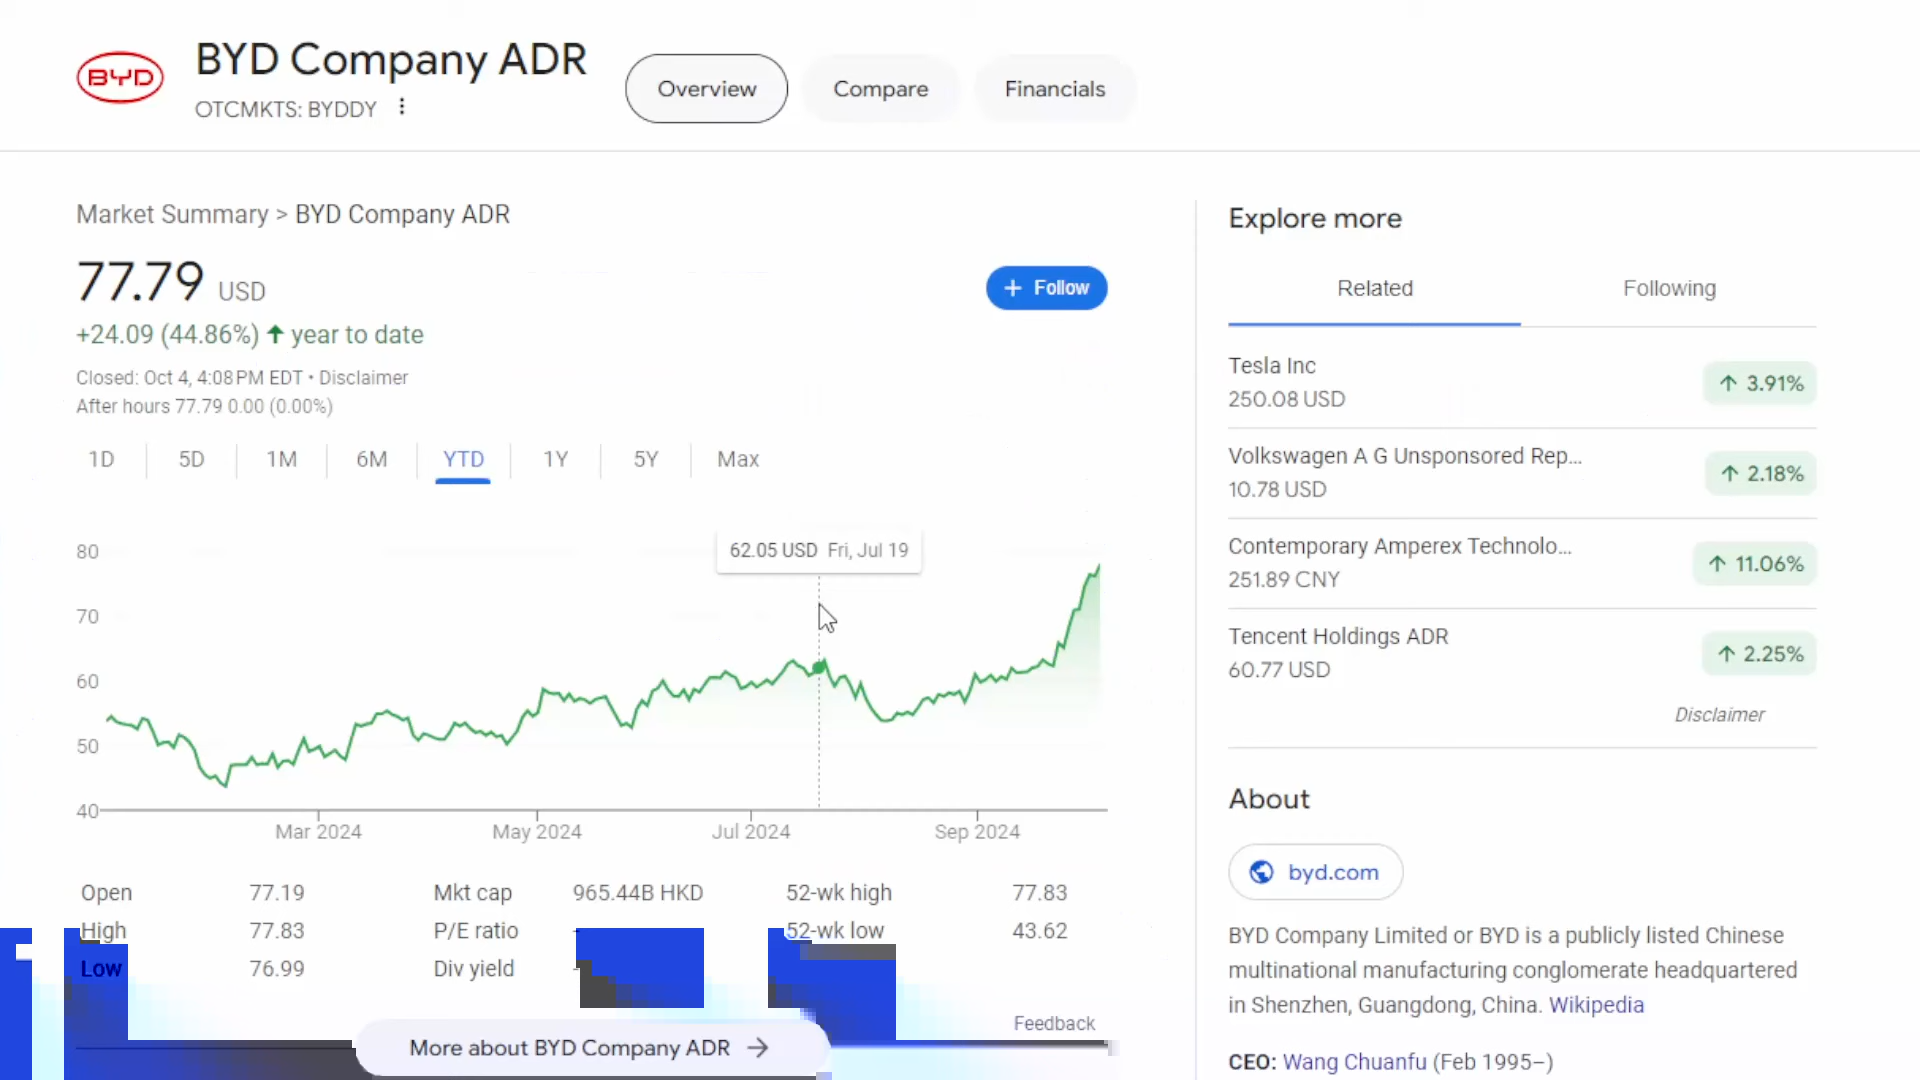 BYD
BYD Company ADR
OTCMKTS: BYDDY
Overview
Compare
Financials
Market Summary > BYD Company ADR
77.79 USD
+ Follow
+24.09 (44.86%) ↑ year to date
Closed: Oct 4, 4:08 PM EDT • Disclaimer
After hours 77.79 0.00 (0.00%)
1D 5D 1M 6M YTD 1Y 5Y Max
62.05 USD Fri, Jul 19
80
70
60
50
40
Mar 2024 May 2024 Jul 2024 Sep 2024
Open 77.19 Mkt cap 965.44B HKD 52-wk high 77.83
High 77.83 P/E ratio - 52-wk low 43.62
Low 76.99 Div yield -
Feedback
More about BYD Company ADR →
Explore more
Related Following
Tesla Inc
250.08 USD
↑ 3.91%
Volkswagen A G Unsponsored Rep...
10.78 USD
↑ 2.18%
Contemporary Amperex Technolo...
251.89 CNY
↑ 11.06%
Tencent Holdings ADR
60.77 USD
↑ 2.25%
Disclaimer
About
byd.com
BYD Company Limited or BYD is a publicly listed Chinese
multinational manufacturing conglomerate headquartered
in Shenzhen, Guangdong, China. Wikipedia
CEO: Wang Chuanfu (Feb 1995–)